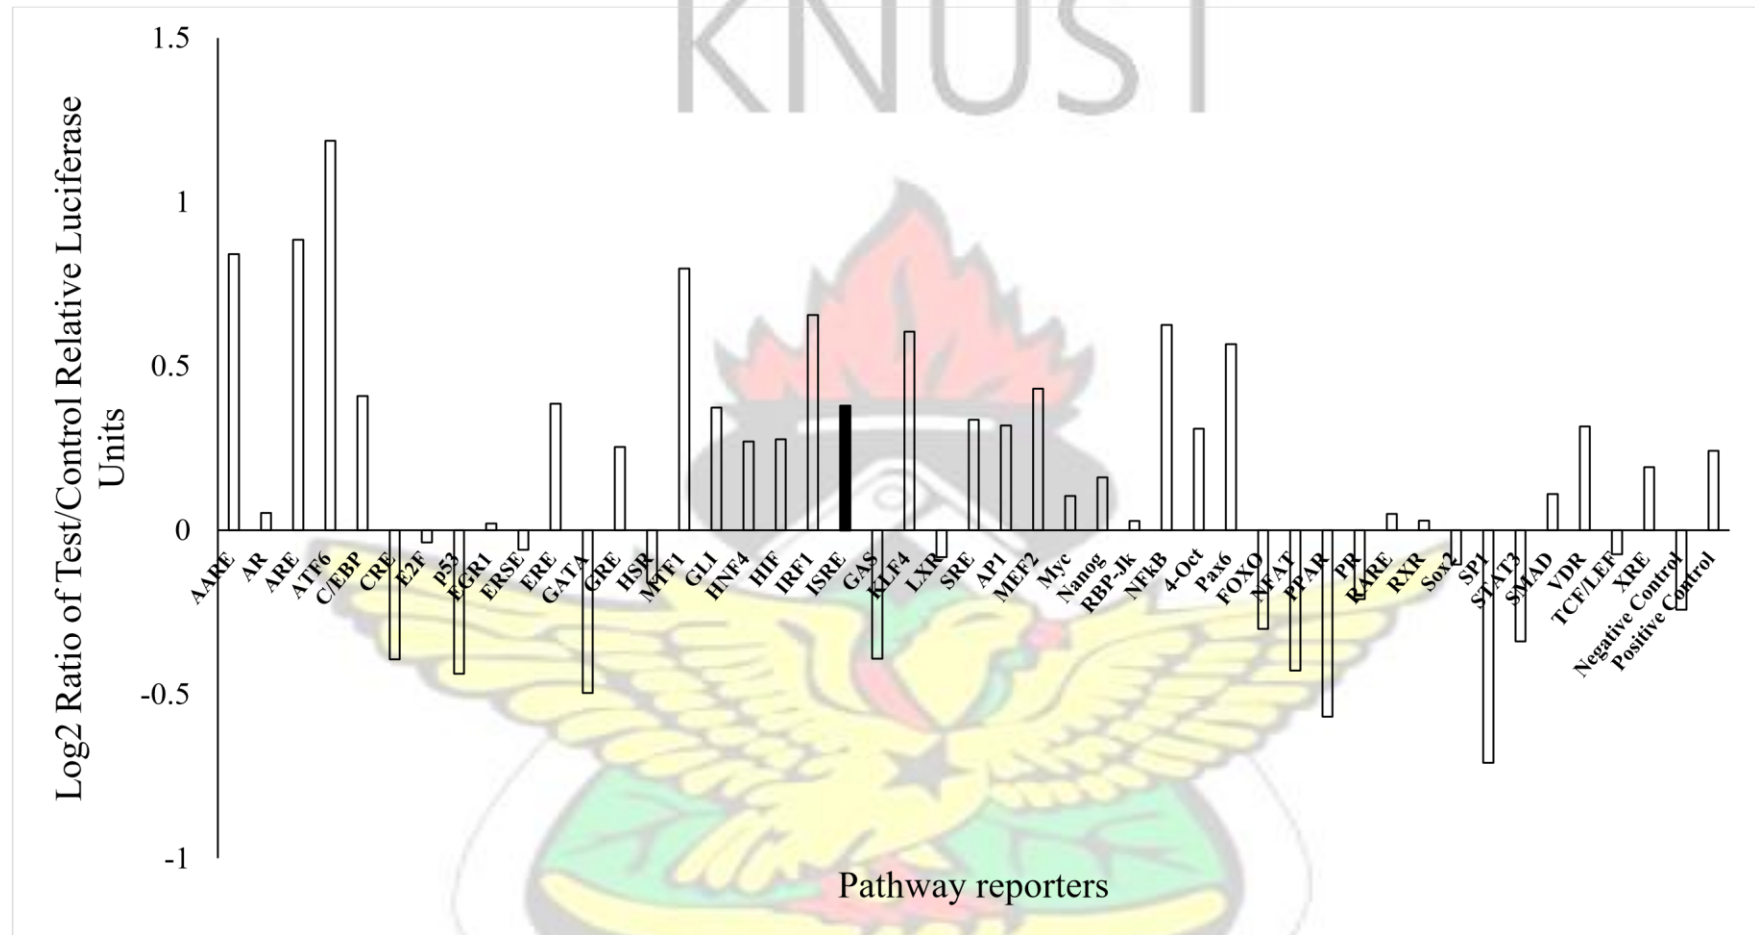 KNUST
1.5
1
0.5
0
-0.5
-1
Log2 Ratio of Test/Control Relative Luciferase
Units
AARE
AR
ARE
ATF6
C/EBP
CRE
E2F
p53
EGR1
ERSE
ERE
GATA
GRE
HSR
MTF1
GLI
HNF4
HIF
IRF1
ISRE
GAS
KLF4
LXR
SRE
AP1
MEF2
Myc
Nanog
RBP-Jk
NFkB
4-Oct
Pax6
FOXO
NFAT
PPAR
PR
RARE
RXR
Sox2
SP1
STAT3
SMAD
VDR
TCF/LEF
XRE
Negative Control
Positive Control
Pathway reporters